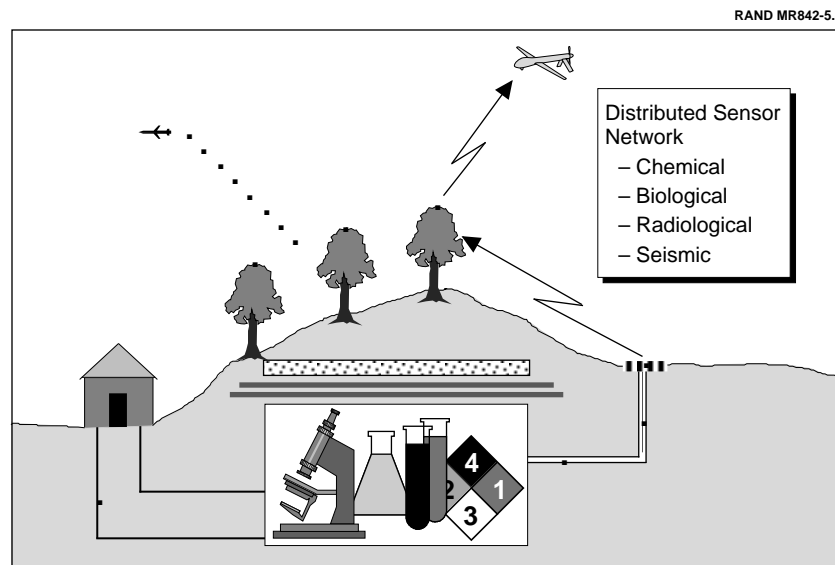 RAND MR842-5.
Distributed Sensor
Network
– Chemical
– Biological
– Radiological
– Seismic
4
2
1
3